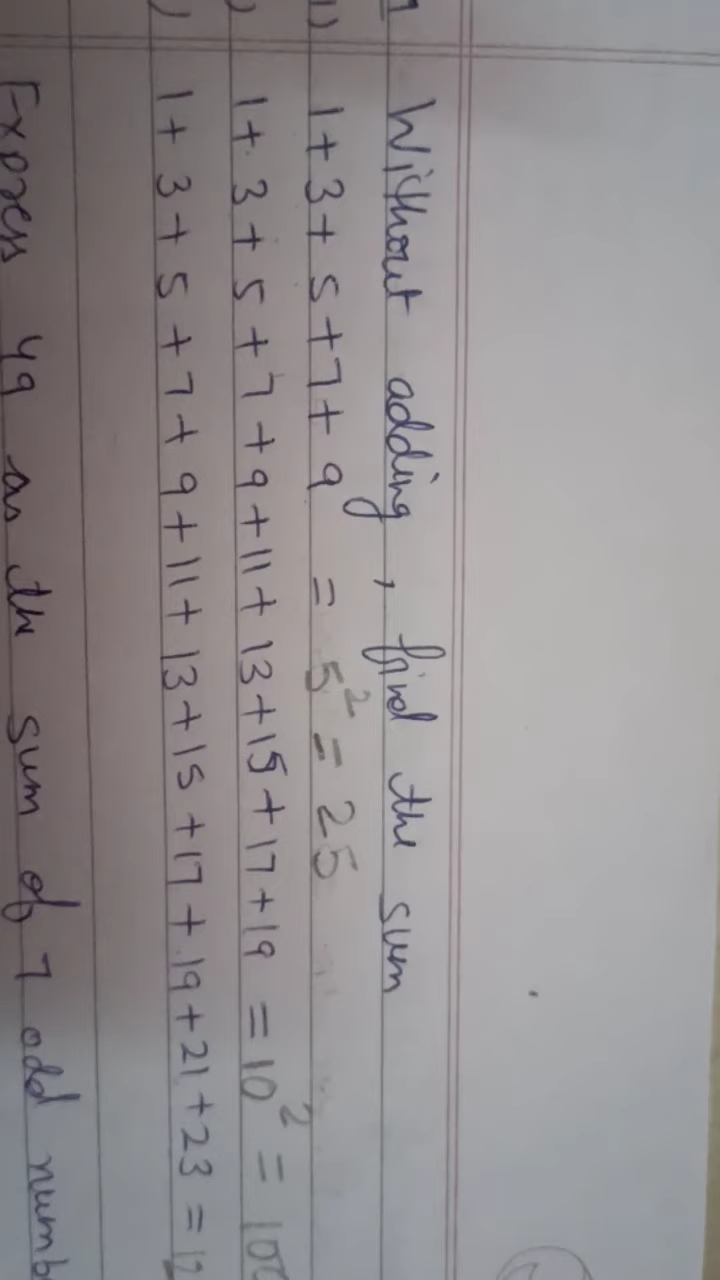 Without adding, find the sum
1) 1+3+5+7+9 = 5² = 25
) 1+3+5+7+9+11+13+15+17+19 = 10² = 100
) 1+3+5+7+9+11+13+15+17+19+21+23 = 12
Express 49 as the sum of 7 odd numb